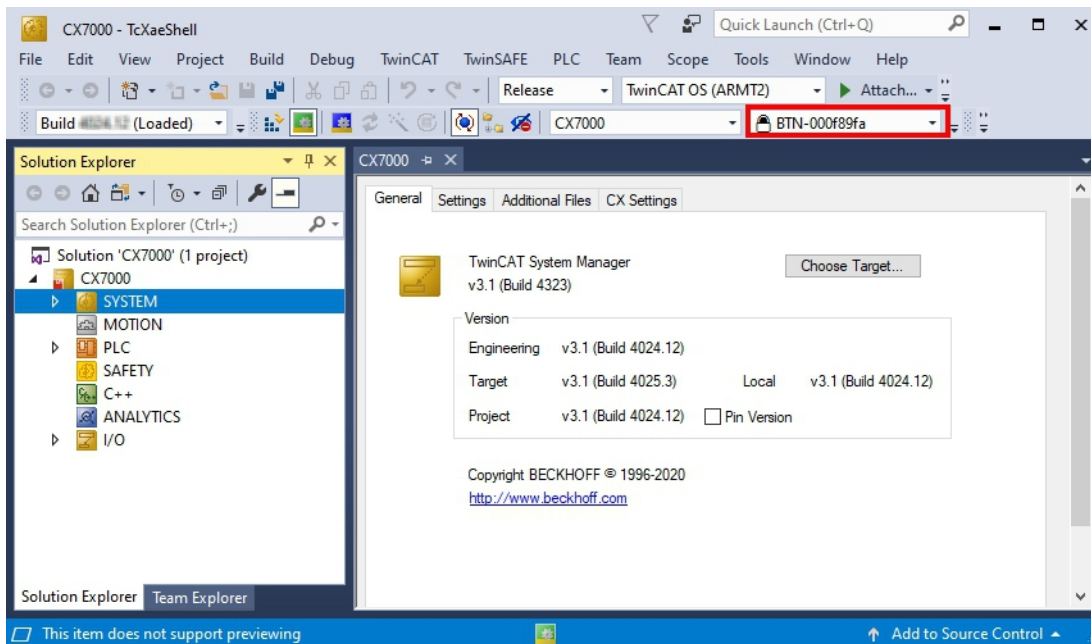 CX7000 - TcXaeShell
Quick Launch (Ctrl+Q)
File Edit View Project Build Debug TwinCAT TwinSAFE PLC Team Scope Tools Window Help
Release TwinCAT OS (ARMT2) Attach...
Build (Loaded) CX7000 BTN-000f89fa
Solution Explorer
Search Solution Explorer (Ctrl+;)
Solution 'CX7000' (1 project)
CX7000
SYSTEM
MOTION
PLC
SAFETY
C++
ANALYTICS
I/O
Solution Explorer Team Explorer
CX7000
General Settings Additional Files CX Settings
TwinCAT System Manager
v3.1 (Build 4323)
Choose Target...
Version
Engineering v3.1 (Build 4024.12)
Target v3.1 (Build 4025.3) Local v3.1 (Build 4024.12)
Project v3.1 (Build 4024.12) Pin Version
Copyright BECKHOFF © 1996-2020
http://www.beckhoff.com
This item does not support previewing
Add to Source Control